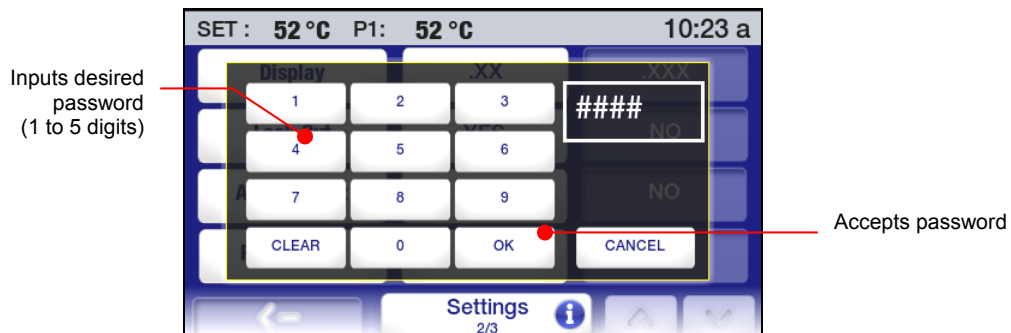 SET : 52 °C P1: 52 °C 10:23 a
Display .XX .XXX
Inputs desired
password
(1 to 5 digits)
1 2 3
####
YES NO
4 5 6
NO
7 8 9
Accepts password
CLEAR 0 OK CANCEL
Settings
2/3